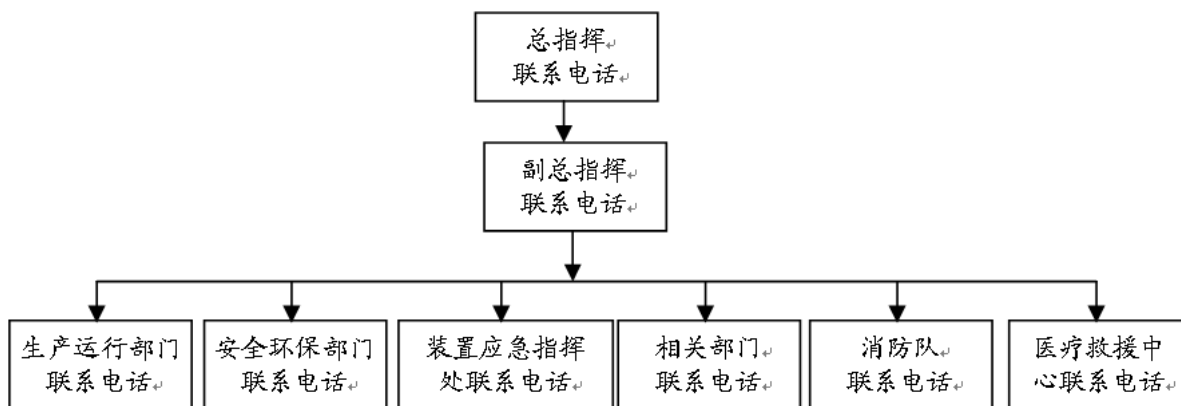 总指挥
联系电话
副总指挥
联系电话
生产运行部门
联系电话
安全环保部门
联系电话
装置应急指挥
处联系电话
相关部门
联系电话
消防队
联系电话
医疗救援中
心联系电话